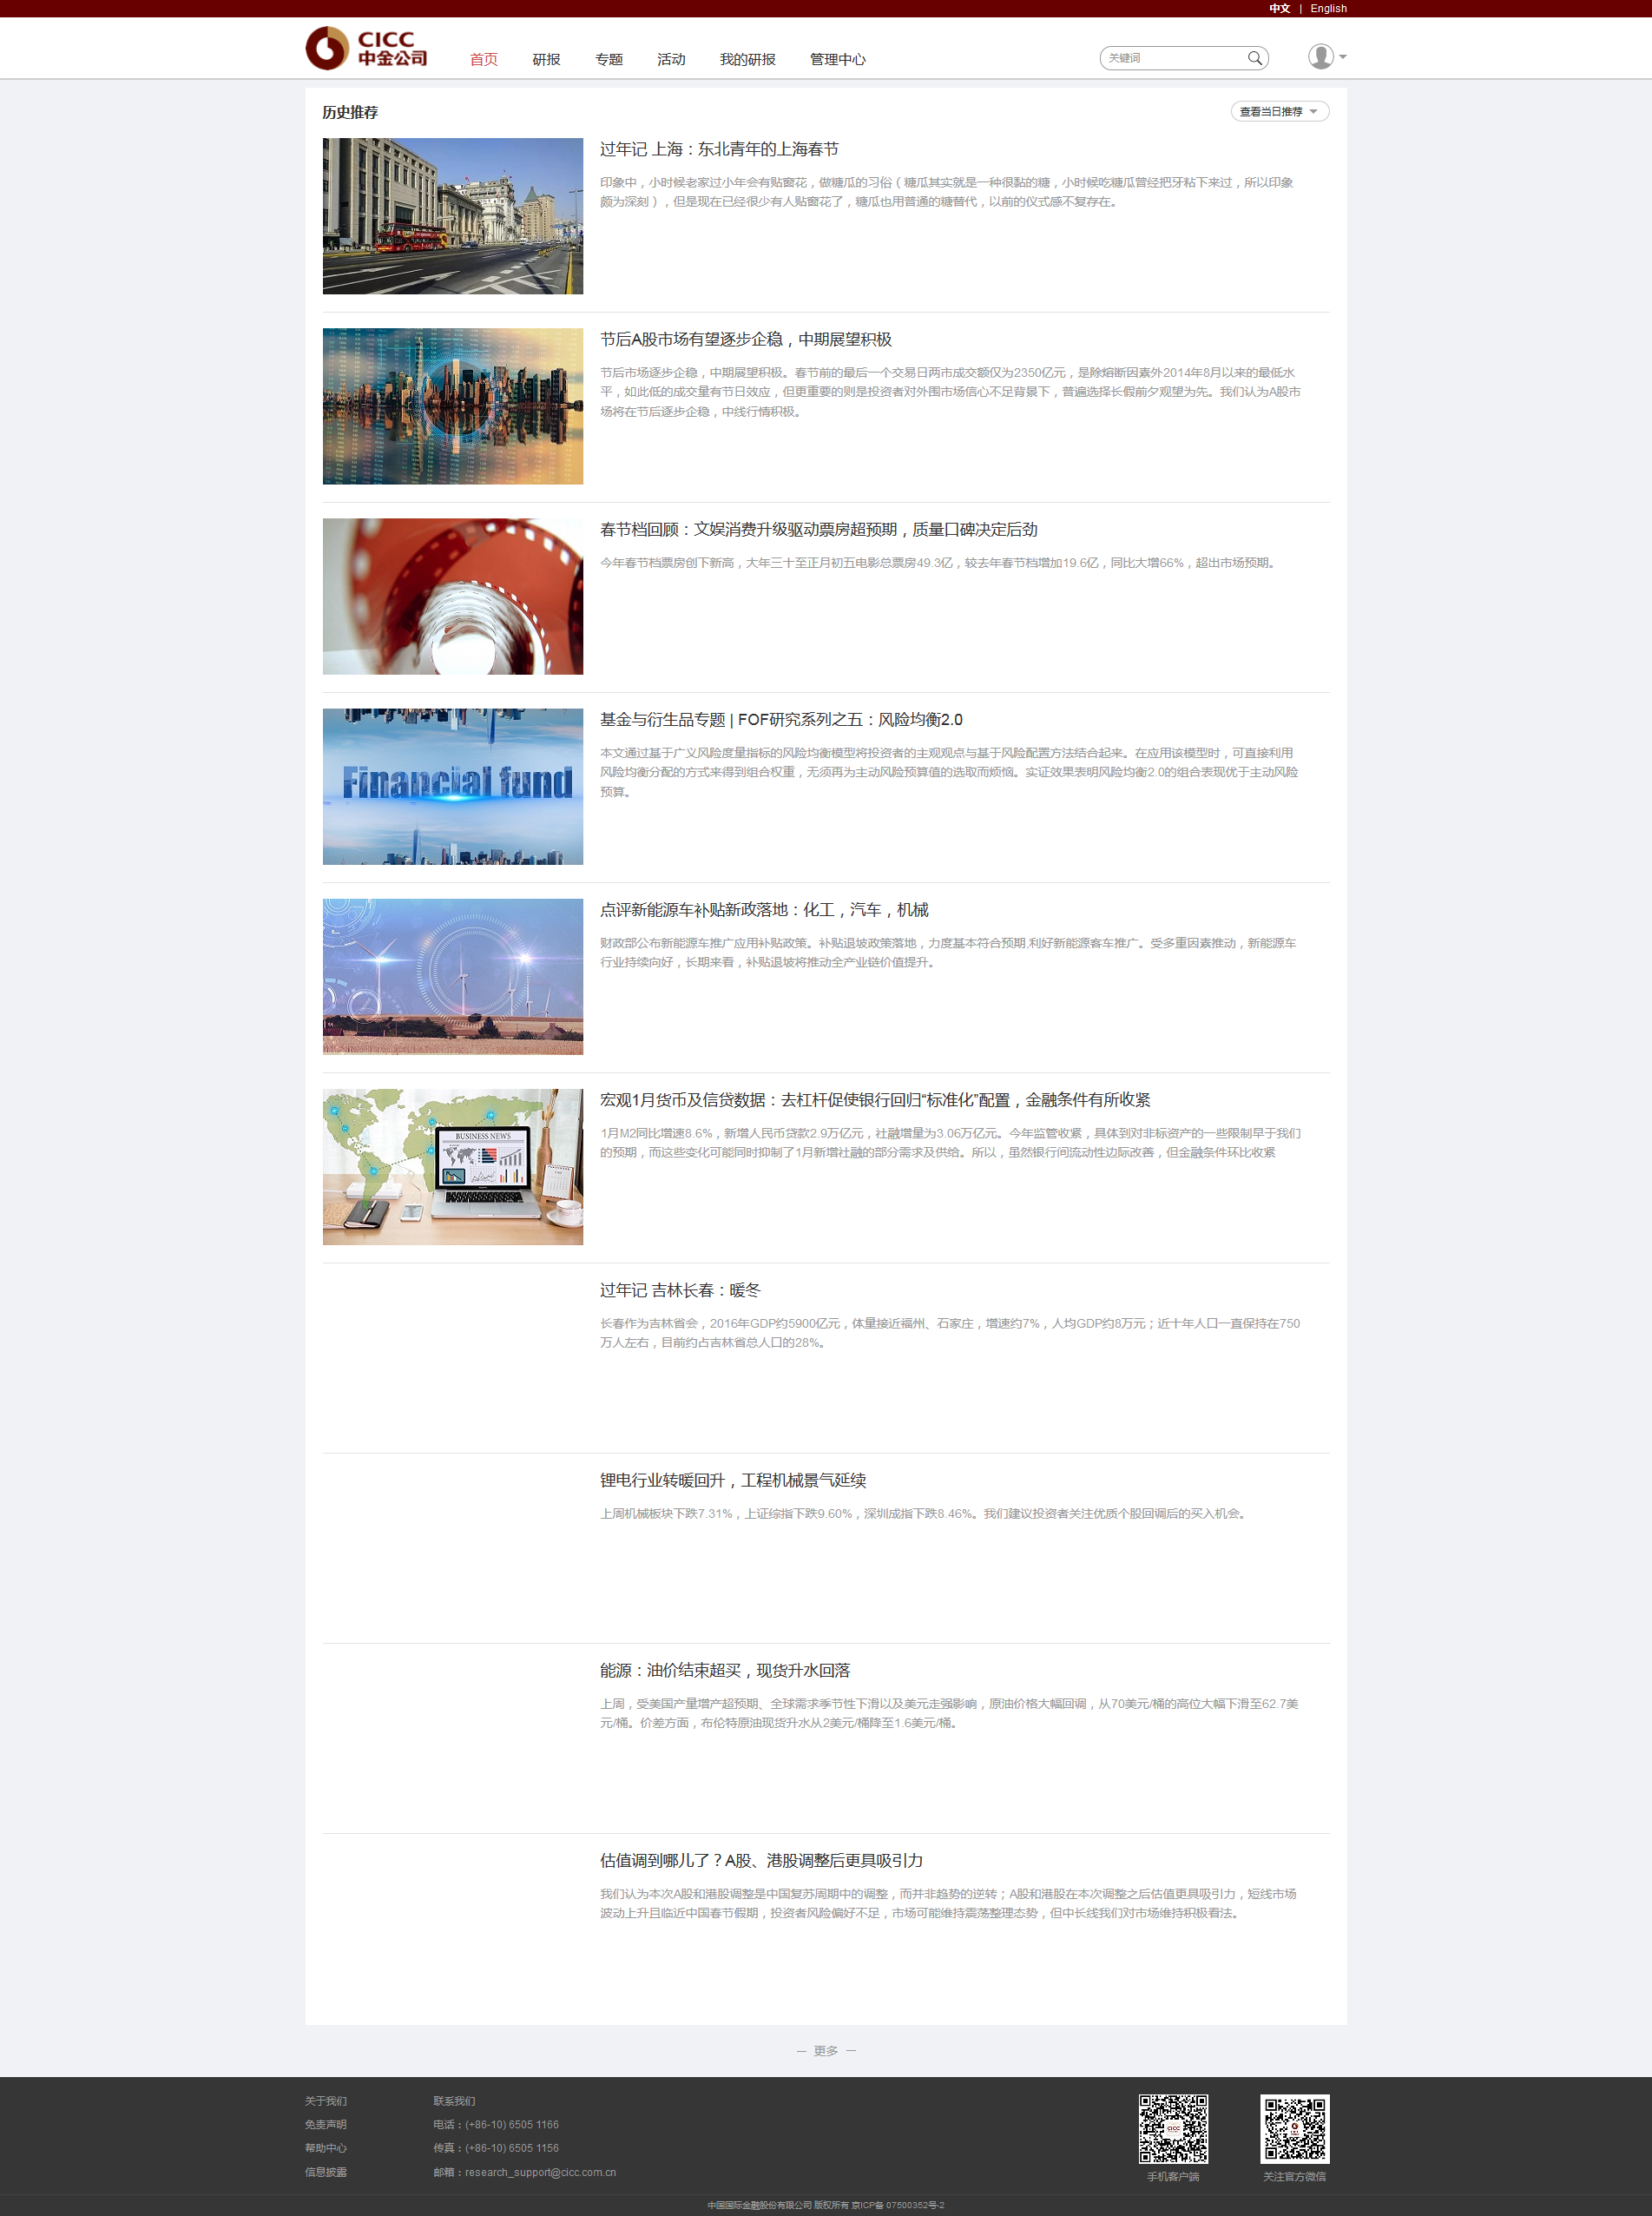 中文 | English
CICC
中金公司
首页 研报 专题 活动 我的研报 管理中心
关键词
历史推荐
查看当日推荐
过年记 上海：东北青年的上海春节
印象中，小时候老家过小年会有贴窗花，做糖瓜的习俗（糖瓜其实就是一种很黏的糖，小时候吃糖瓜曾经把牙粘下来过，所以印象
颇为深刻），但是现在已经很少有人贴窗花了，糖瓜也用普通的糖替代，以前的仪式感不复存在。
节后A股市场有望逐步企稳，中期展望积极
节后市场逐步企稳，中期展望积极。春节前的最后一个交易日两市成交额仅为2350亿元，是除熔断因素外2014年8月以来的最低水
平，如此低的成交量有节日效应，但更重要的则是投资者对外围市场信心不足背景下，普遍选择长假前夕观望为先。我们认为A股市
场将在节后逐步企稳，中线行情积极。
春节档回顾：文娱消费升级驱动票房超预期，质量口碑决定后劲
今年春节档票房创下新高，大年三十至正月初五电影总票房49.3亿，较去年春节档增加19.6亿，同比大增66%，超出市场预期。
Financial fund
基金与衍生品专题 | FOF研究系列之五：风险均衡2.0
本文通过基于广义风险度量指标的风险均衡模型将投资者的主观观点与基于风险配置方法结合起来。在应用该模型时，可直接利用
风险均衡分配的方式来得到组合权重，无须再为主动风险预算值的选取而烦恼。实证效果表明风险均衡2.0的组合表现优于主动风险
预算。
点评新能源车补贴新政落地：化工，汽车，机械
财政部公布新能源车推广应用补贴政策。补贴退坡政策落地，力度基本符合预期,利好新能源客车推广。受多重因素推动，新能源车
行业持续向好，长期来看，补贴退坡将推动全产业链价值提升。
BUSINESS NEWS
宏观1月货币及信贷数据：去杠杆促使银行回归“标准化”配置，金融条件有所收紧
1月M2同比增速8.6%，新增人民币贷款2.9万亿元，社融增量为3.06万亿元。今年监管收紧，具体到对非标资产的一些限制早于我们
的预期，而这些变化可能同时抑制了1月新增社融的部分需求及供给。所以，虽然银行间流动性边际改善，但金融条件环比收紧
过年记 吉林长春：暖冬
长春作为吉林省会，2016年GDP约5900亿元，体量接近福州、石家庄，增速约7%，人均GDP约8万元；近十年人口一直保持在750
万人左右，目前约占吉林省总人口的28%。
锂电行业转暖回升，工程机械景气延续
上周机械板块下跌7.31%，上证综指下跌9.60%，深圳成指下跌8.46%。我们建议投资者关注优质个股回调后的买入机会。
能源：油价结束超买，现货升水回落
上周，受美国产量增产超预期、全球需求季节性下滑以及美元走强影响，原油价格大幅回调，从70美元/桶的高位大幅下滑至62.7美
元/桶。价差方面，布伦特原油现货升水从2美元/桶降至1.6美元/桶。
估值调到哪儿了？A股、港股调整后更具吸引力
我们认为本次A股和港股调整是中国复苏周期中的调整，而并非趋势的逆转；A股和港股在本次调整之后估值更具吸引力，短线市场
波动上升且临近中国春节假期，投资者风险偏好不足，市场可能维持震荡整理态势，但中长线我们对市场维持积极看法。
— 更多 —
关于我们
免责声明
帮助中心
信息披露
联系我们
电话：(+86-10) 6505 1166
传真：(+86-10) 6505 1156
邮箱：research_support@cicc.com.cn
手机客户端
关注官方微信
中国国际金融股份有限公司 版权所有 京ICP备 07500352号-2